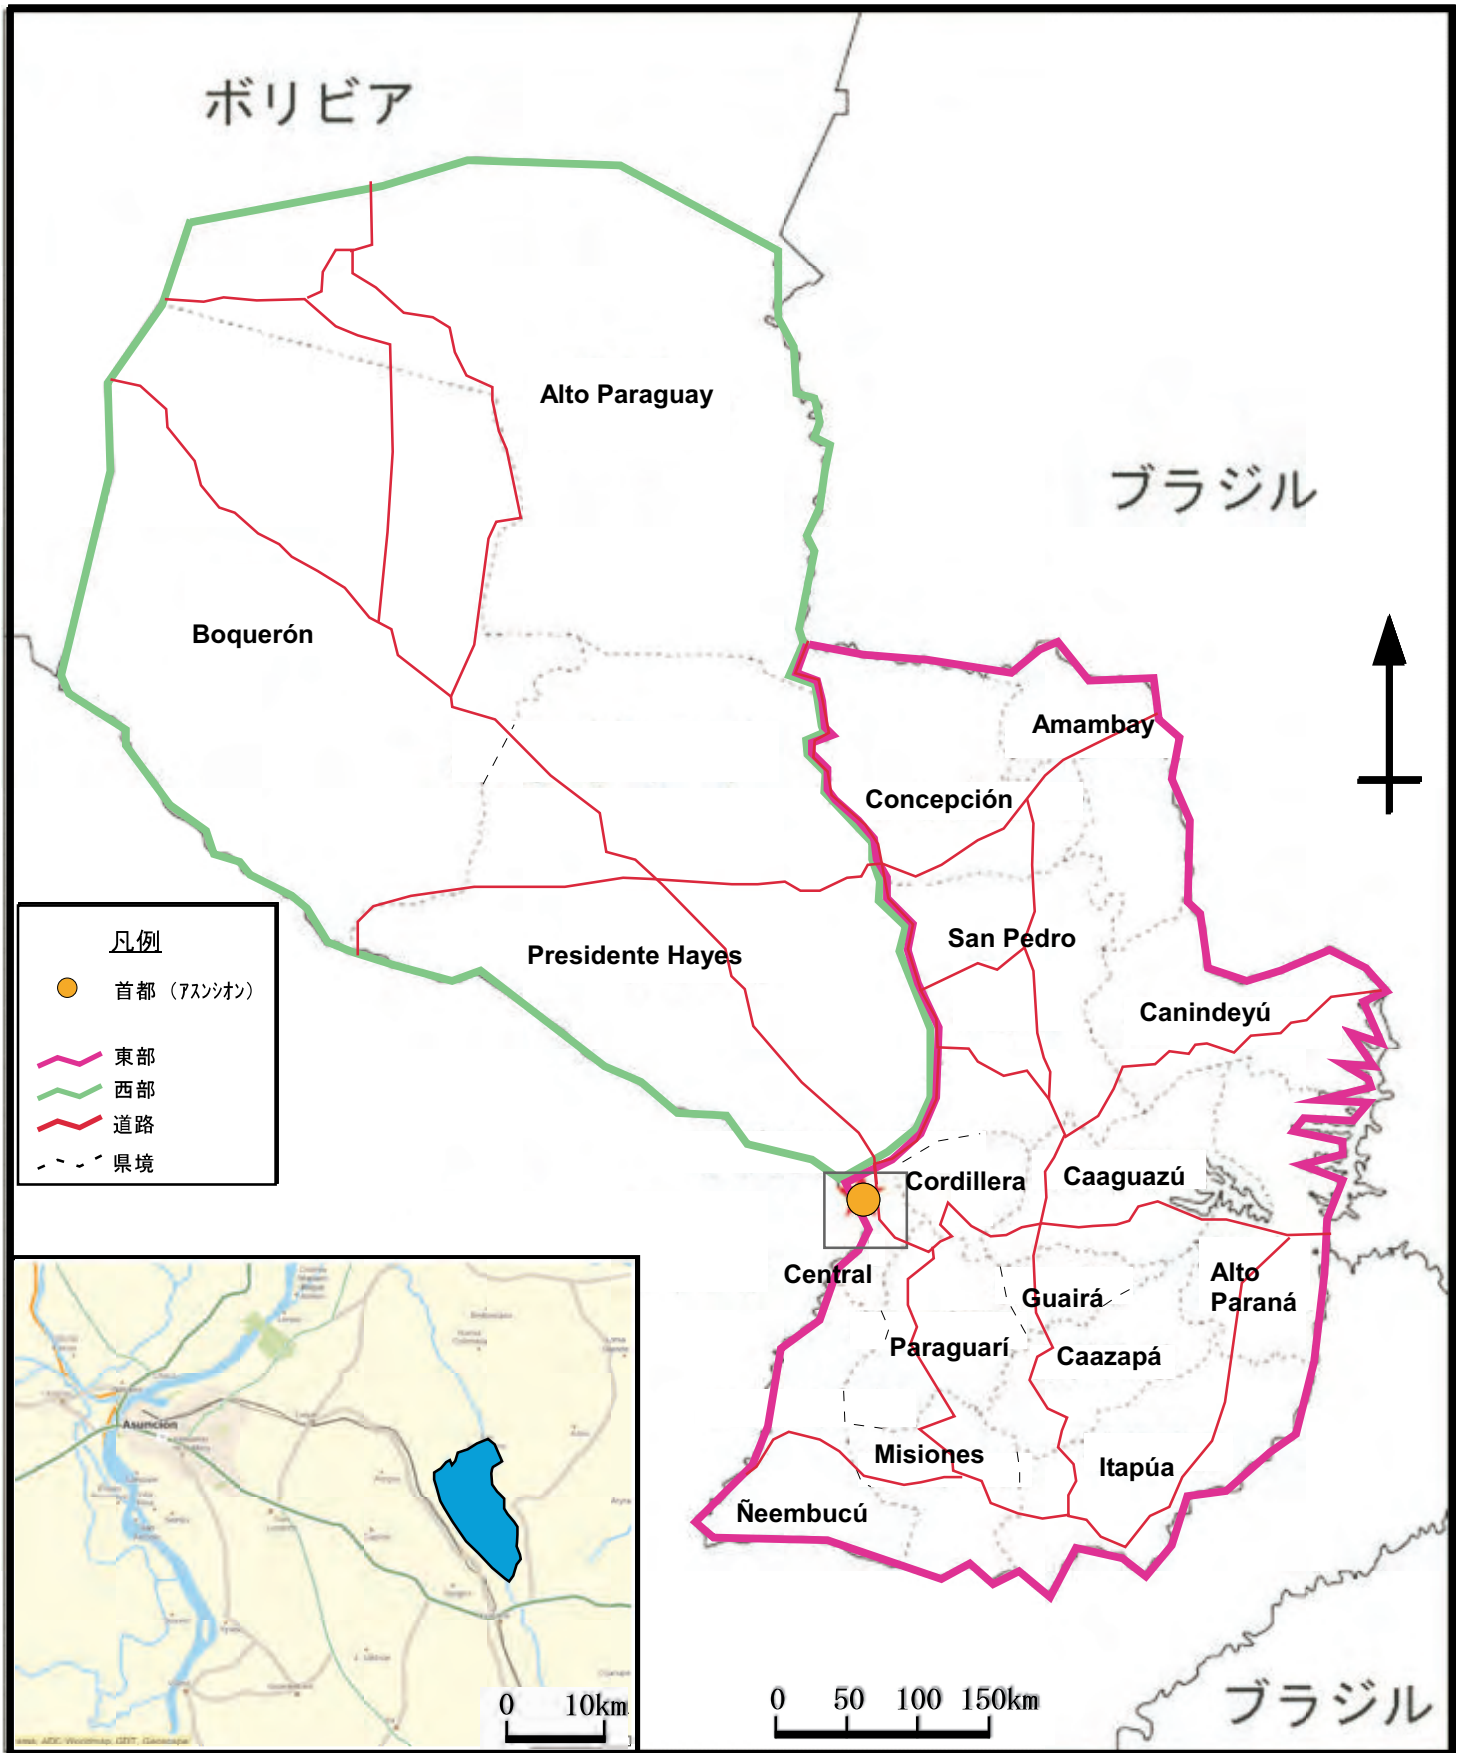 ボリビア
Alto Paraguay
ブラジル
Boquerón
Amambay
Concepción
San Pedro
Presidente Hayes
Canindeyú
凡例
首都（アスンシオン）
東部
西部
道路
県境
Cordillera
Caaguazú
Central
Guairá
Alto
Paraná
Paraguarí
Caazapá
Misiones
Itapúa
Ñeembucú
Asunción
0 10km
0 50 100 150km
ブラジル